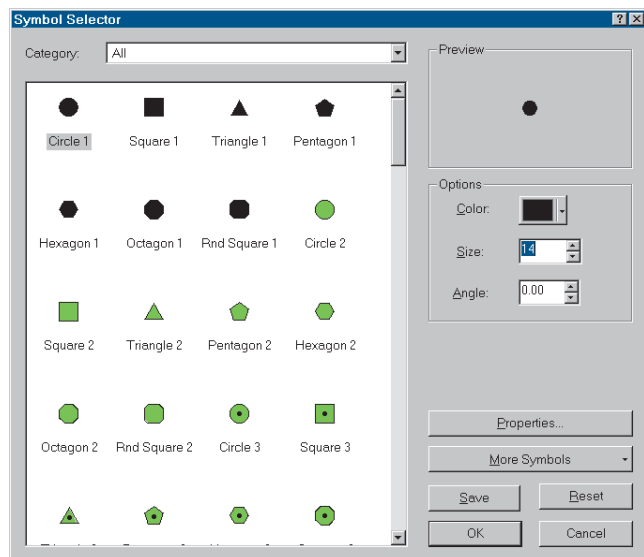 Symbol Selector
Category: All
Circle 1 Square 1 Triangle 1 Pentagon 1
Hexagon 1 Octagon 1 Rnd Square 1 Circle 2
Square 2 Triangle 2 Pentagon 2 Hexagon 2
Octagon 2 Rnd Square 2 Circle 3 Square 3
Preview
Options
Color:
Size: 14
Angle: 0.00
Properties...
More Symbols
Save Reset
OK Cancel